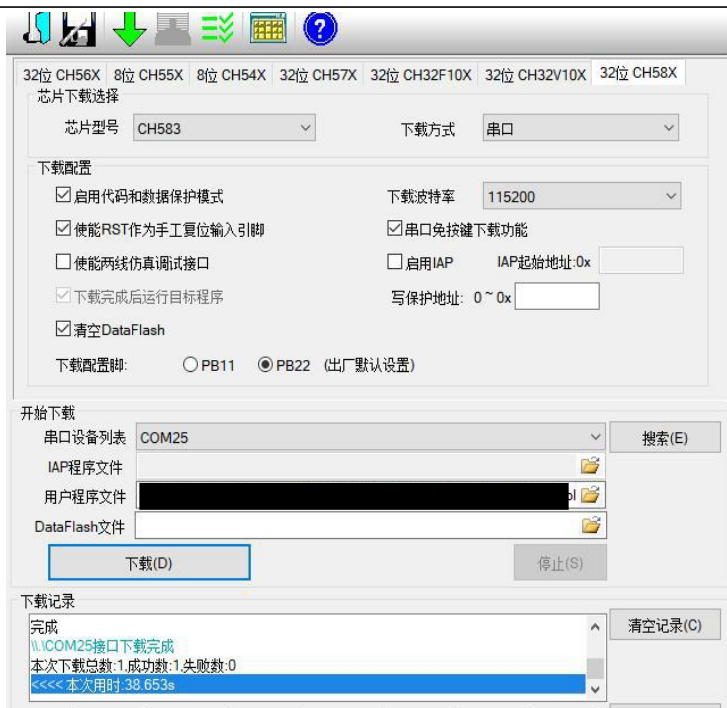 32位 CH56X 8位 CH55X 8位 CH54X 32位 CH57X 32位 CH32F10X 32位 CH32V10X 32位 CH58X
芯片下载选择
芯片型号 CH583 下载方式 串口
下载配置
启用代码和数据保护模式 下载波特率 115200
使能RST作为手工复位输入引脚 串口免按键下载功能
使能两线仿真调试接口 启用IAP IAP起始地址:0x
下载完成后运行目标程序 写保护地址: 0 ~ 0x
清空DataFlash
下载配置脚: PB11 PB22 (出厂默认设置)
开始下载
串口设备列表 COM25 搜索(E)
IAP程序文件
用户程序文件
DataFlash文件
下载(D) 停止(S)
下载记录
完成 清空记录(C)
\\.\COM25接口下载完成
本次下载总数:1,成功数:1,失败数:0
<<<< 本次用时:38.653s